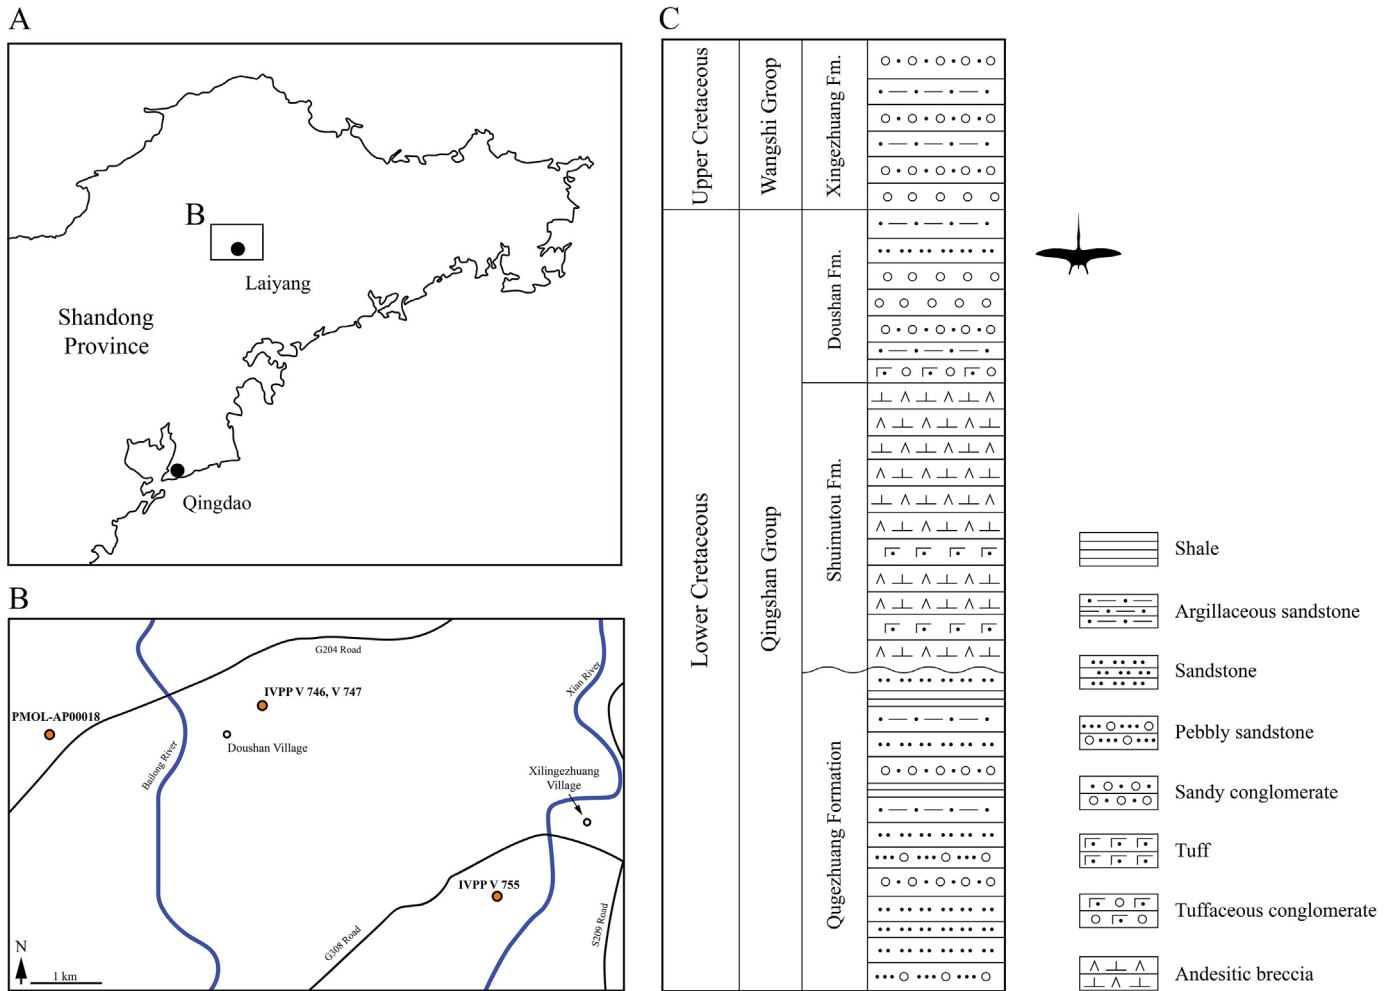 A
B
Laiyang
Shandong
Province
Qingdao
B
G204 Road
IVPP V 746, V 747
PMOL-AP00018
Doushan Village
Bailong River
Xian River
Xilingezhuang
Village
IVPP V 755
G308 Road
S209 Road
N
1 km
C
Upper Cretaceous
Wangshi Groop
Xingezhuang Fm.
Lower Cretaceous
Qingshan Group
Doushan Fm.
Shuimutou Fm.
Qugezhuang Formation
Shale
Argillaceous sandstone
Sandstone
Pebbly sandstone
Sandy conglomerate
Tuff
Tuffaceous conglomerate
Andesitic breccia